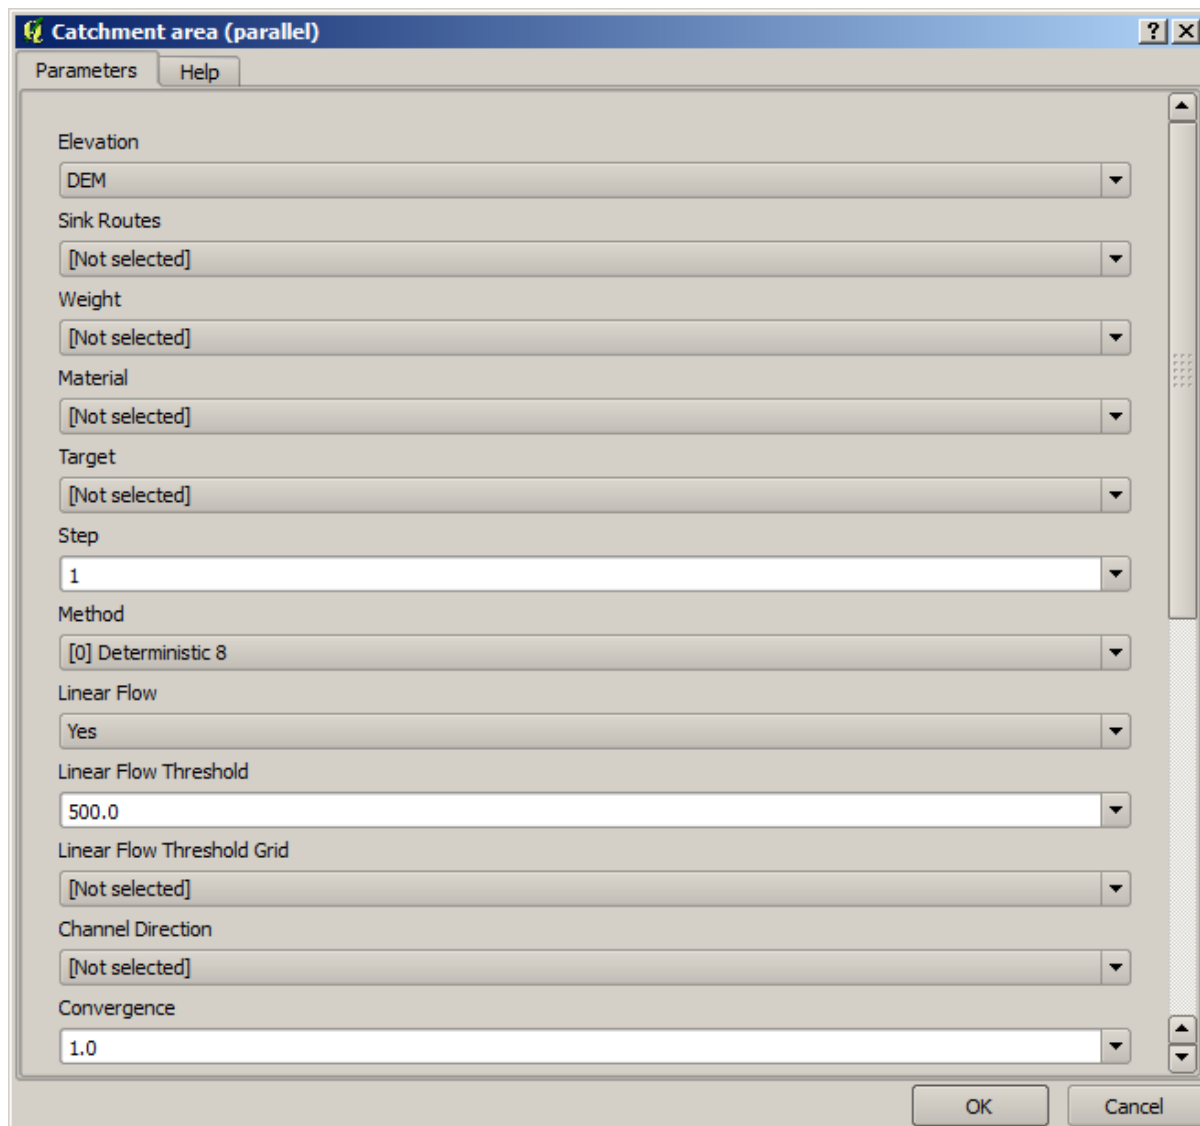 Catchment area (parallel)
Parameters Help
Elevation
DEM
Sink Routes
[Not selected]
Weight
[Not selected]
Material
[Not selected]
Target
[Not selected]
Step
1
Method
[0] Deterministic 8
Linear Flow
Yes
Linear Flow Threshold
500.0
Linear Flow Threshold Grid
[Not selected]
Channel Direction
[Not selected]
Convergence
1.0
OK Cancel